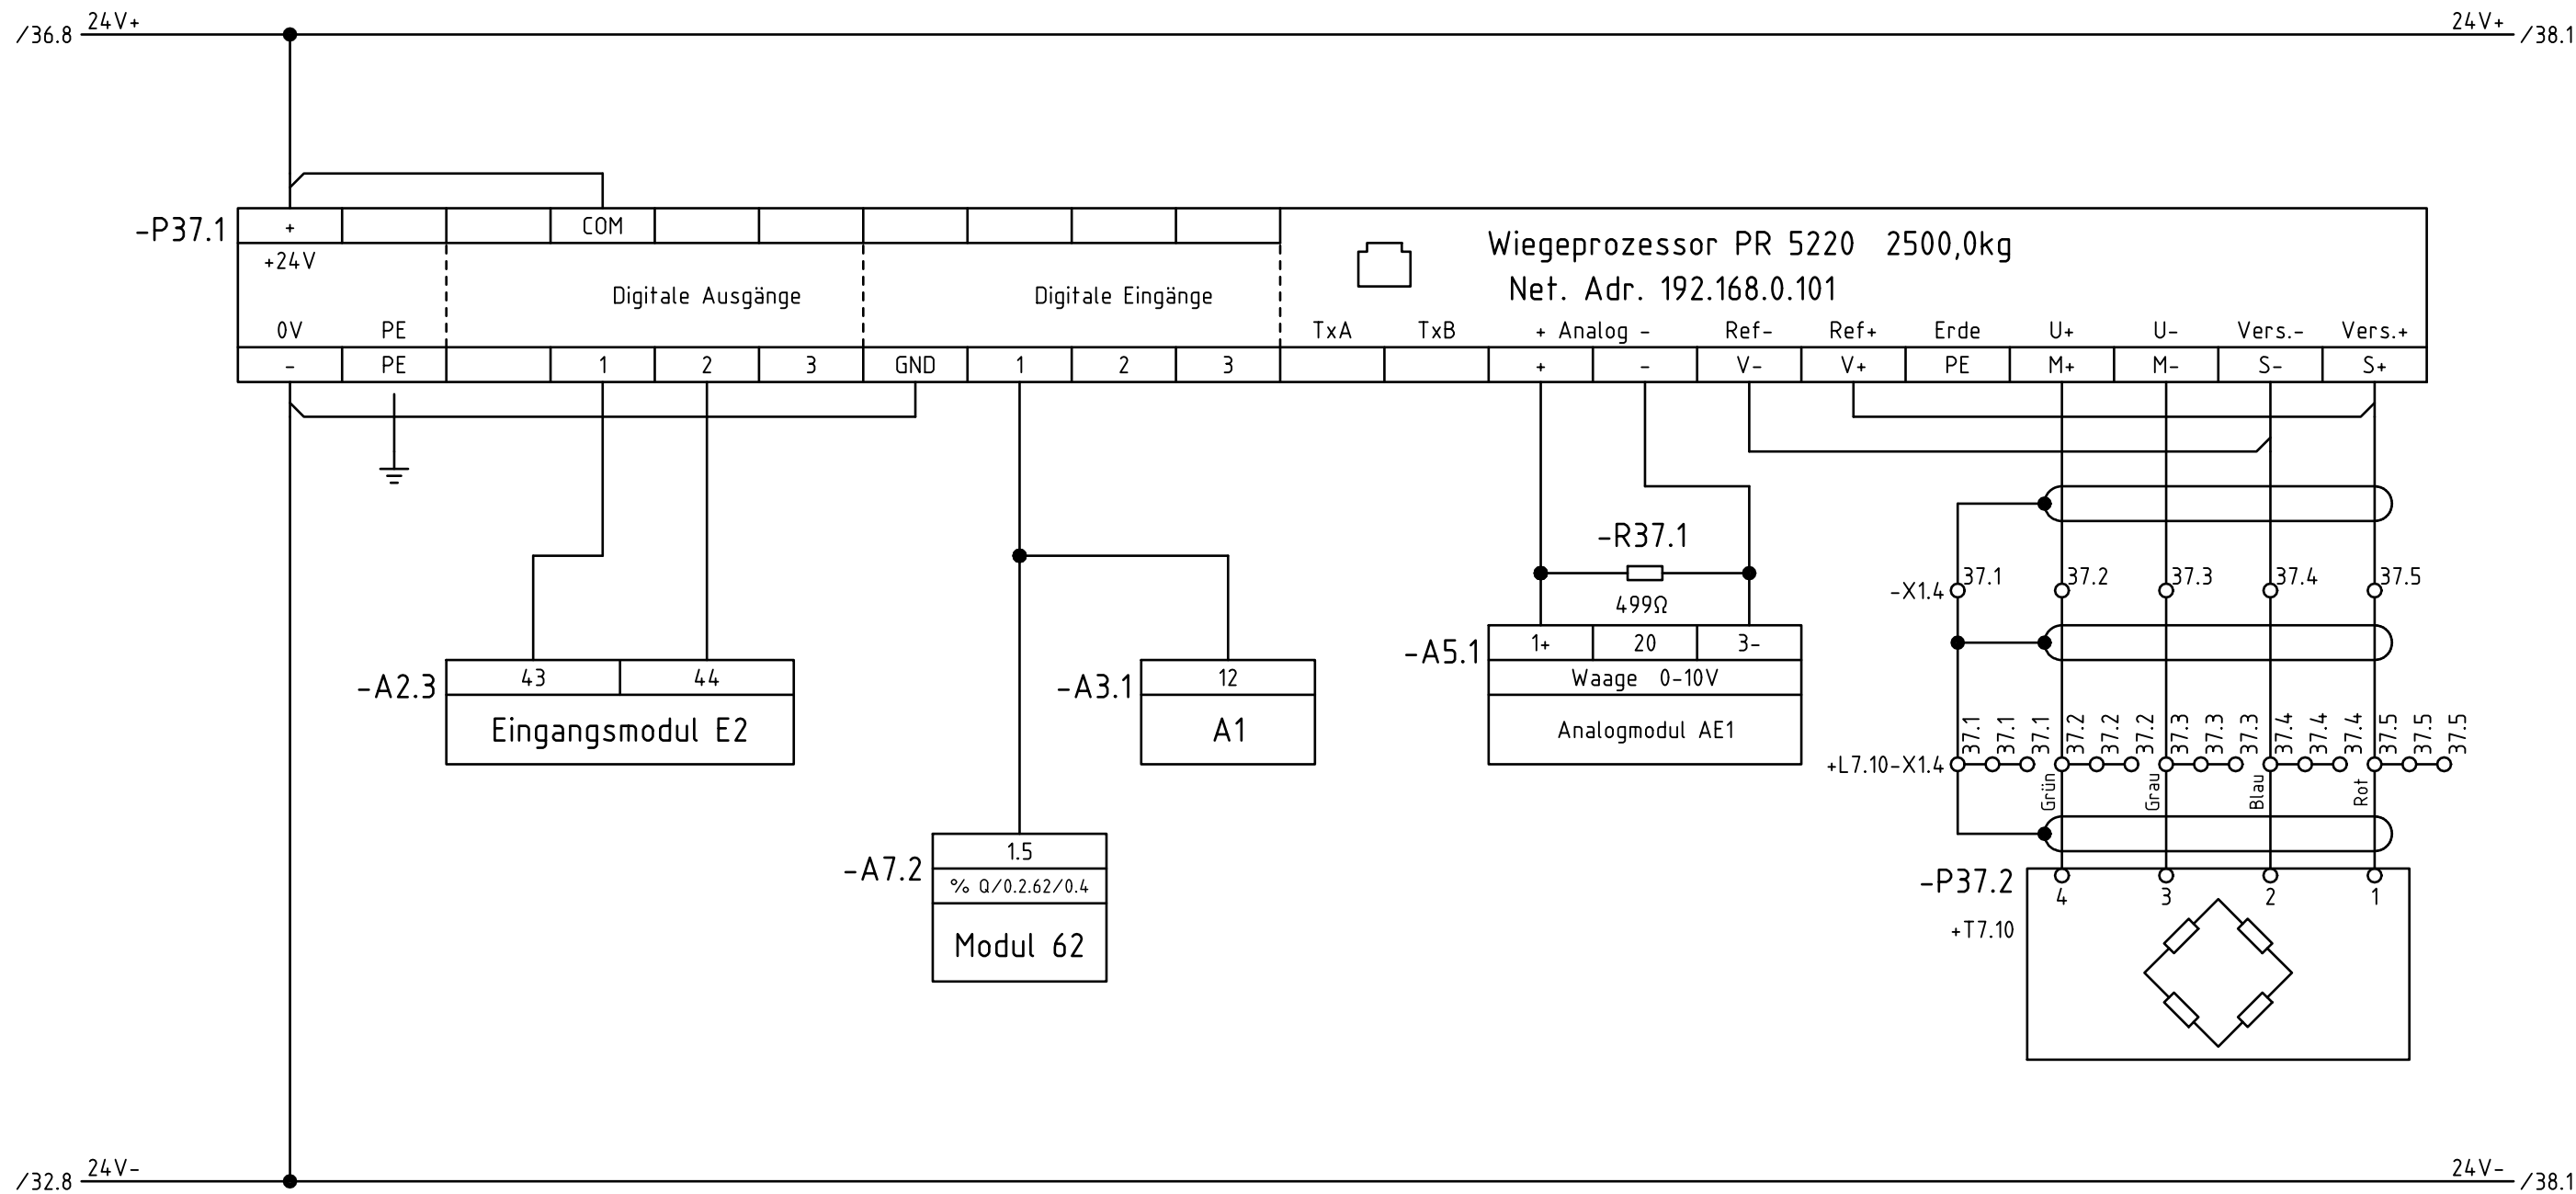 24V+ 24V+
/36.8 /38.1
-P37.1 + COM
Wiegeprozessor PR 5220 2500,0kg
+24V
Net. Adr. 192.168.0.101
Digitale Ausgänge Digitale Eingänge
0V PE TxA TxB + Analog - Ref- Ref+ Erde U+ U- Vers.- Vers.+
- PE 1 2 3 GND 1 2 3 + - V- V+ PE M+ M- S- S+
-R37.1
37.1 37.2 37.3 37.4 37.5
-X1.4
499Ω
-A5.1 1+ 20 3-
-A2.3 43 44
-A3.1 12
Waage 0-10V
Eingangsmodul E2
A1
Analogmodul AE1
37.1 37.1 37.1 37.2 37.2 37.2 37.3 37.3 37.3 37.4 37.4 37.4 37.5 37.5 37.5
+L7.10-X1.4
Grün Grau Blau Rot
-A7.2 1.5
% Q/0.2.62/0.4
Modul 62
-P37.2
4 3 2 1
+T7.10
24V- 24V-
/32.8 /38.1